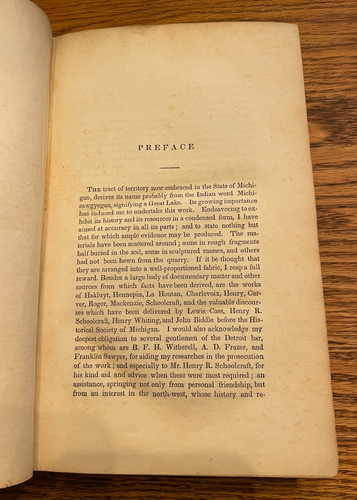 PREFACE.
The tract of territory now embraced in the State of Michi-
gan, derives its name probably from the Indian word Michi-
sawgyegan, signifying a Great Lake. Its growing importance
has induced me to undertake this work. Endeavoring to ex-
hibit its history and its resources in a condensed form, I have
aimed at accuracy in all its parts; and to state nothing but
that for which ample evidence may be produced. The ma-
terials have been scattered around; some in rough fragments
half buried in the soil, some in sculptured masses, and others
had not been hewn from the quarry. If it be thought that
they are arranged into a well-proportioned fabric, I reap a full
reward. Besides a large body of documentary matter and other
sources from which facts have been derived, are the works
of Hakluyt, Hennepin, La Hontan, Charlevoix, Henry, Car-
ver, Roger, Mackenzie, Schoolcraft, and the valuable discour-
ses which have been delivered by Lewis Cass, Henry R.
Schoolcraft, Henry Whiting, and John Biddle before the His-
torical Society of Michigan. I would also acknowledge my
deepest obligation to several gentlemen of the Detroit bar,
among whom are B. F. H. Witherell, A. D. Frazer, and
Franklin Sawyer, for aiding my researches in the prosecution
of the work; and especially to Mr. Henry R. Schoolcraft, for
his kind aid and advice when these were most required; an
assistance, springing not only from personal friendship, but
from an interest in the north-west, whose history and re-